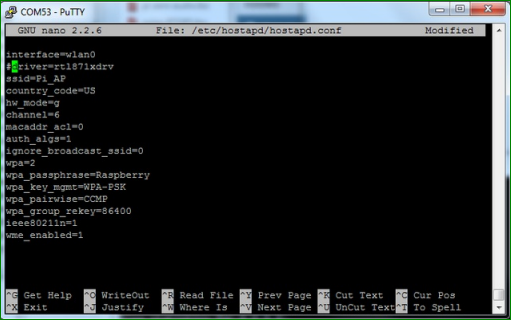 COM53 - PuTTY
GNU nano 2.2.6 File: /etc/hostapd/hostapd.conf Modified
interface=wlan0
#driver=rtl871xdrv
ssid=Pi_AP
country_code=US
hw_mode=g
channel=6
macaddr_acl=0
auth_algs=1
ignore_broadcast_ssid=0
wpa=2
wpa_passphrase=Raspberry
wpa_key_mgmt=WPA-PSK
wpa_pairwise=CCMP
wpa_group_rekey=86400
ieee80211n=1
wme_enabled=1
^G Get Help ^O WriteOut ^R Read File ^Y Prev Page ^K Cut Text ^C Cur Pos
^X Exit ^J Justify ^W Where Is ^V Next Page ^U UnCut Text ^T To Spell